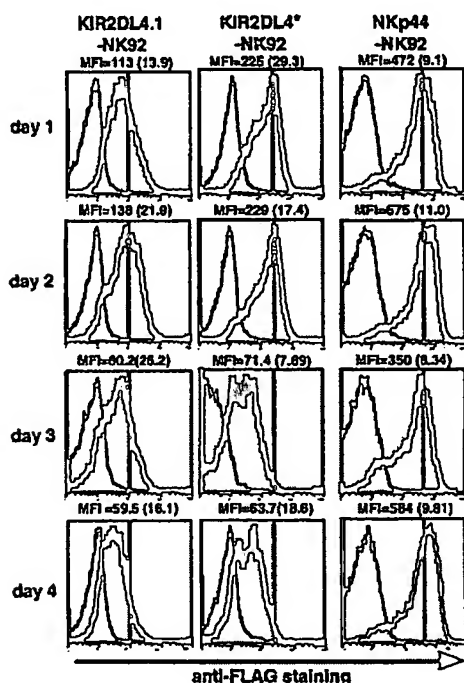 KIR2DL4.1 KIR2DL4* NKp44
-NK92 -NK92 -NK92
MFI=113 (13.9) MFI=225 (29.3) MFI=472 (9.1)
day 1
MFI=138 (21.9) MFI=229 (17.4) MFI=575 (11.0)
day 2
MFI=60.2(26.2) MFI=71.4 (7.69) MFI=350 (8.34)
day 3
MFI=59.5 (16.1) MFI=63.7(18.6) MFI=584 (9.81)
day 4
anti-FLAG staining